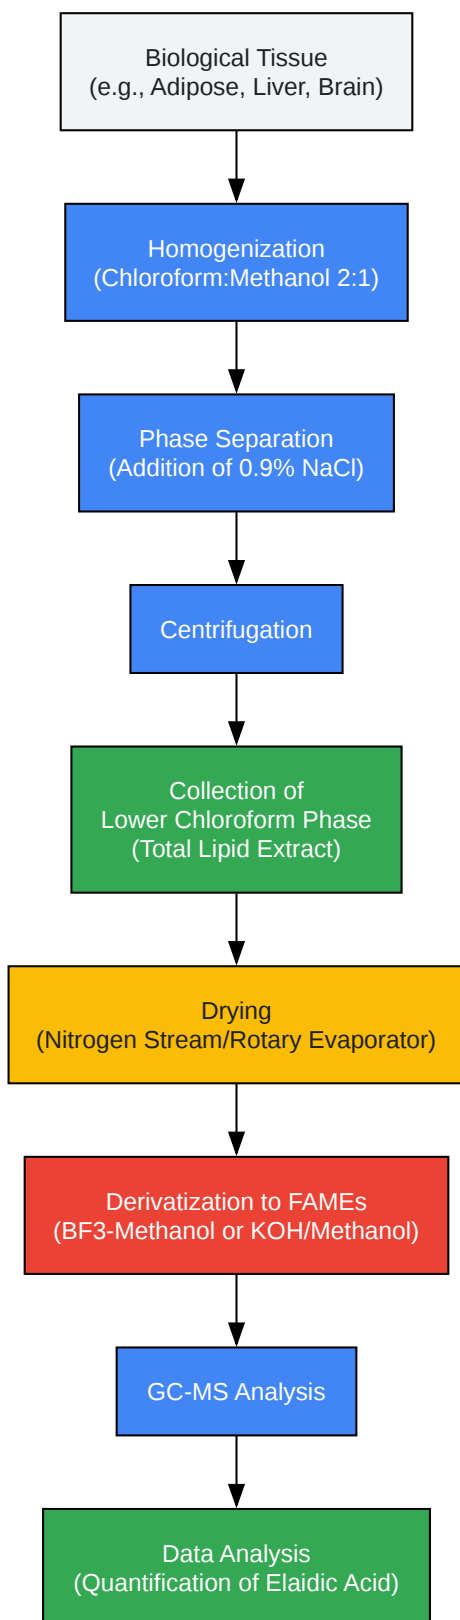 Biological Tissue
(e.g., Adipose, Liver, Brain)
Homogenization
(Chloroform:Methanol 2:1)
Phase Separation
(Addition of 0.9% NaCl)
Centrifugation
Collection of
Lower Chloroform Phase
(Total Lipid Extract)
Drying
(Nitrogen Stream/Rotary Evaporator)
Derivatization to FAMEs
(BF3-Methanol or KOH/Methanol)
GC-MS Analysis
Data Analysis
(Quantification of Elaidic Acid)